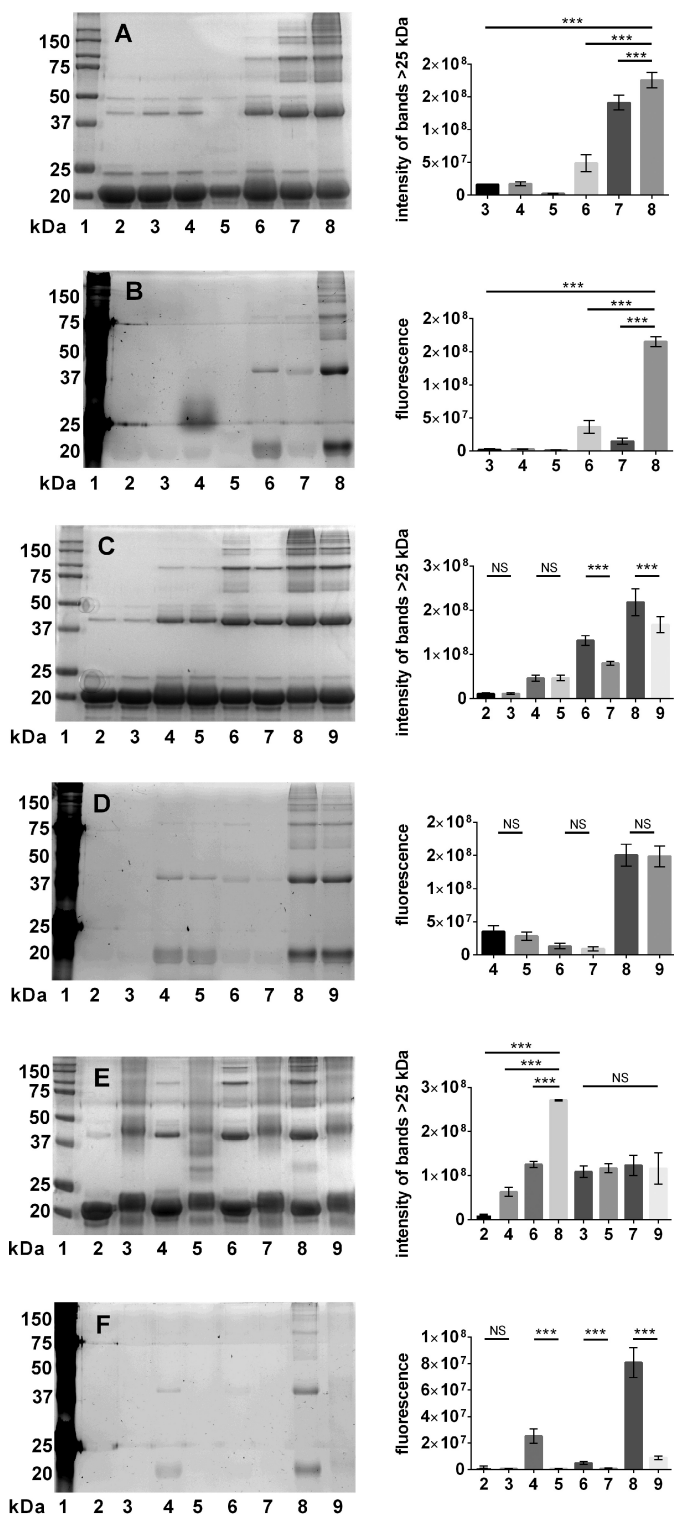 A
150
75
50
37
25
20
kDa 1 2 3 4 5 6 7 8
intensity of bands >25 kDa
***
***
***
2×10⁸
2×10⁸
1×10⁸
5×10⁷
0
3 4 5 6 7 8
B
150
75
50
37
25
20
kDa 1 2 3 4 5 6 7 8
fluorescence
***
***
***
2×10⁸
2×10⁸
1×10⁸
5×10⁷
0
3 4 5 6 7 8
C
150
75
50
37
25
20
kDa 1 2 3 4 5 6 7 8 9
intensity of bands >25 kDa
NS NS *** ***
3×10⁸
2×10⁸
1×10⁸
0
2 3 4 5 6 7 8 9
D
150
75
50
37
25
20
kDa 1 2 3 4 5 6 7 8 9
fluorescence
NS NS NS
2×10⁸
2×10⁸
1×10⁸
5×10⁷
0
4 5 6 7 8 9
E
150
75
50
37
25
20
kDa 1 2 3 4 5 6 7 8 9
intensity of bands >25 kDa
***
***
***
NS
3×10⁸
2×10⁸
1×10⁸
0
2 4 6 8 3 5 7 9
F
150
75
50
37
25
20
kDa 1 2 3 4 5 6 7 8 9
fluorescence
NS *** *** ***
1×10⁸
8×10⁷
6×10⁷
4×10⁷
2×10⁷
0
2 3 4 5 6 7 8 9